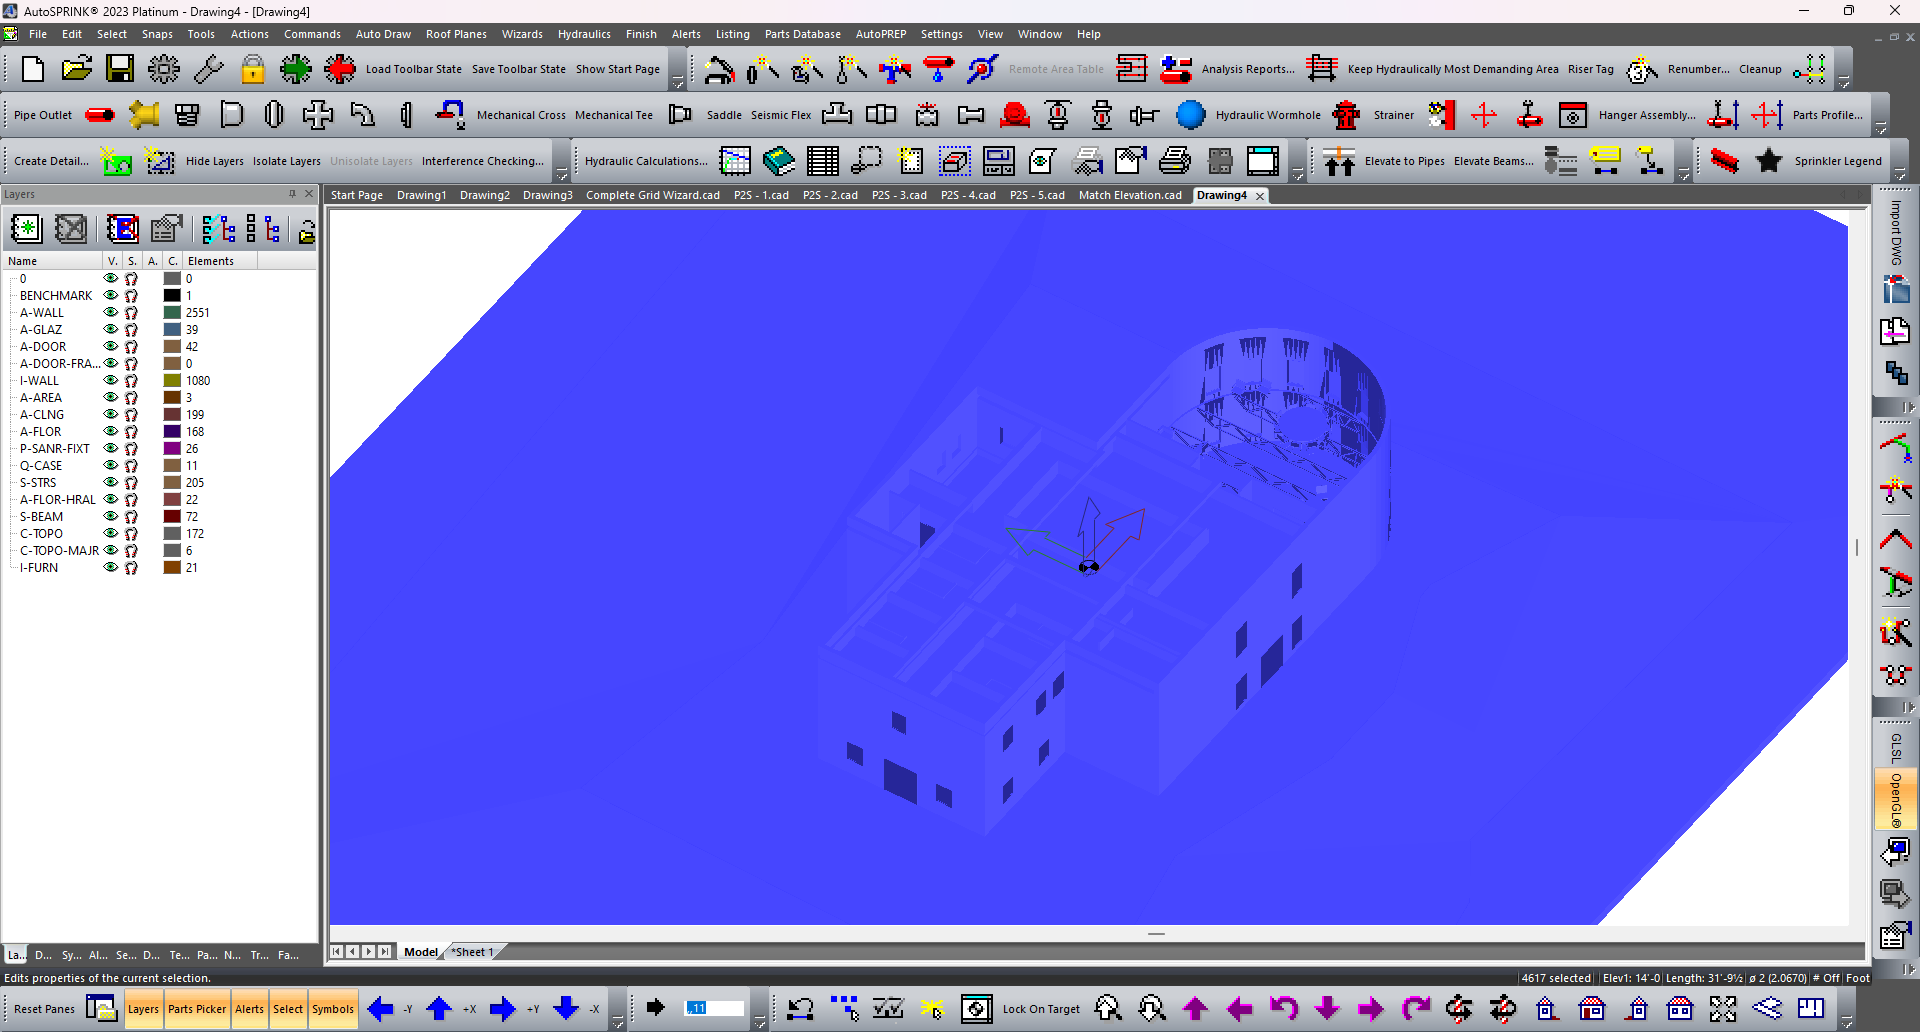 AutoSPRINK® 2023 Platinum - Drawing4 - [Drawing4]
File Edit Select Snaps Tools Actions Commands Auto Draw Roof Planes Wizards Hydraulics Finish Alerts Listing Parts Database AutoPREP Settings View Window Help
Load Toolbar State Save Toolbar State Show Start Page Remote Area Table Analysis Reports... Keep Hydraulically Most Demanding Area Riser Tag Renumber... Cleanup
Pipe Outlet Mechanical Cross Mechanical Tee Saddle Seismic Flex Hydraulic Wormhole Strainer Hanger Assembly... Parts Profile...
Create Detail... Hide Layers Isolate Layers Unisolate Layers Interference Checking... Hydraulic Calculations... Elevate to Pipes Elevate Beams... Sprinkler Legend
Layers
Start Page Drawing1 Drawing2 Drawing3 Complete Grid Wizard.cad P2S - 1.cad P2S - 2.cad P2S - 3.cad P2S - 4.cad P2S - 5.cad Match Elevation.cad Drawing4
Name V. S. A. C. Elements
0 0
BENCHMARK 1
A-WALL 2551
A-GLAZ 39
A-DOOR 42
A-DOOR-FRA... 0
I-WALL 1080
A-AREA 3
A-CLNG 199
A-FLOR 168
P-SANR-FIXT 26
Q-CASE 11
S-STRS 205
A-FLOR-HRAL 22
S-BEAM 72
C-TOPO 172
C-TOPO-MAJR 6
I-FURN 21
Import DWG
GLSL
OpenGL®
La... D... Sy... Al... Se... D... Te... Pa... N... Tr... Fa...
Model *Sheet 1
Edits properties of the current selection.
4617 selected Elev1: 14'-0 Length: 31'-9½ ø 2 (2.0670) # Off Foot
Reset Panes Layers Parts Picker Alerts Select Symbols -Y +X +Y -X ,,11 Lock On Target